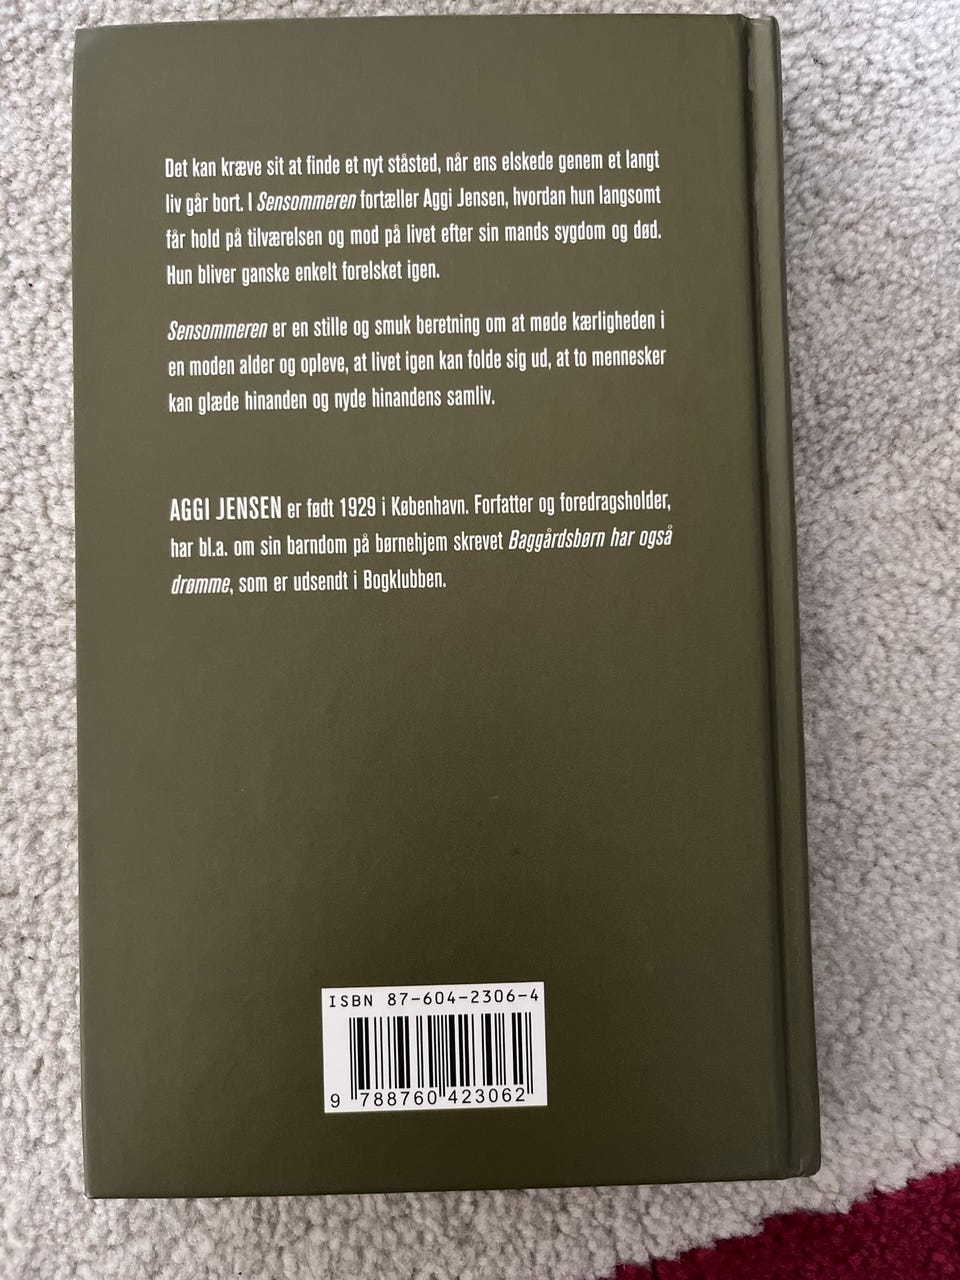 Det kan kræve sit at finde et nyt ståsted, når ens elskede genem et langt
liv går bort. I Sensommeren fortæller Aggi Jensen, hvordan hun langsomt
får hold på tilværelsen og mod på livet efter sin mands sygdom og død.
Hun bliver ganske enkelt forelsket igen.
Sensommeren er en stille og smuk beretning om at møde kærligheden i
en moden alder og opleve, at livet igen kan folde sig ud, at to mennesker
kan glæde hinanden og nyde hinandens samliv.
AGGI JENSEN er født 1929 i København. Forfatter og foredragsholder,
har bl.a. om sin barndom på børnehjem skrevet Baggårdsbørn har også
drømme, som er udsendt i Bogklubben.
ISBN 87-604-2306-4
9 788760 423062